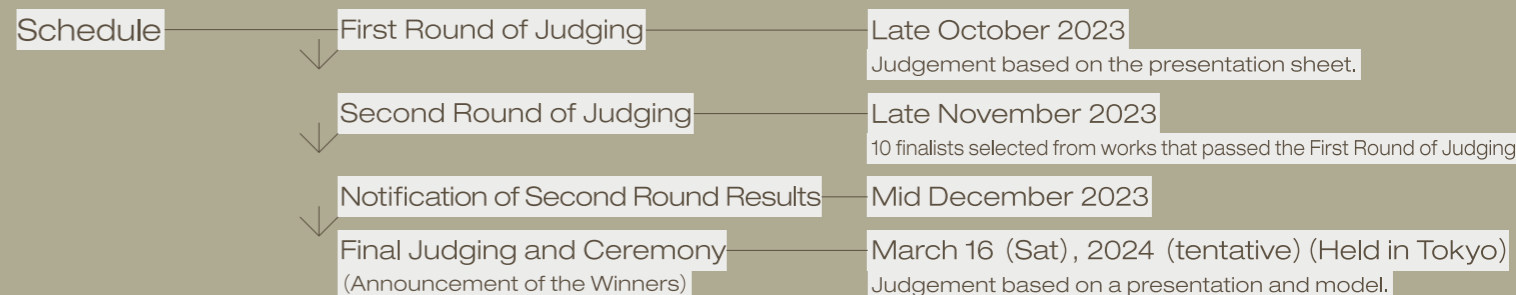 Schedule
First Round of Judging
Late October 2023
Judgement based on the presentation sheet.
Second Round of Judging
Late November 2023
10 finalists selected from works that passed the First Round of Judging
Notification of Second Round Results
Mid December 2023
Final Judging and Ceremony
(Announcement of the Winners)
March 16 (Sat), 2024 (tentative) (Held in Tokyo)
Judgement based on a presentation and model.